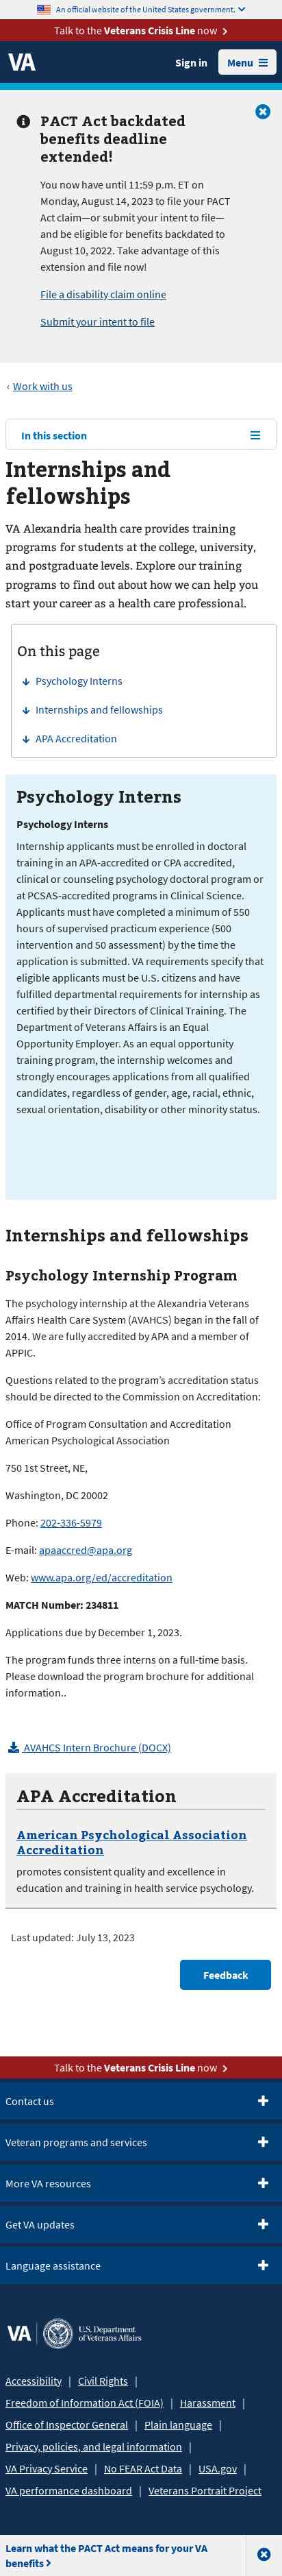 An official website of the United States government.
Talk to the Veterans Crisis Line now
VA
Sign in
Menu
PACT Act backdated
benefits deadline
extended!
You now have until 11:59 p.m. ET on
Monday, August 14, 2023 to file your PACT
Act claim—or submit your intent to file—
and be eligible for benefits backdated to
August 10, 2022. Take advantage of this
extension and file now!
File a disability claim online
Submit your intent to file
‹ Work with us
In this section
Internships and
fellowships
VA Alexandria health care provides training
programs for students at the college, university,
and postgraduate levels. Explore our training
programs to find out about how we can help you
start your career as a health care professional.
On this page
Psychology Interns
Internships and fellowships
APA Accreditation
Psychology Interns
Psychology Interns
Internship applicants must be enrolled in doctoral
training in an APA-accredited or CPA accredited,
clinical or counseling psychology doctoral program or
at PCSAS-accredited programs in Clinical Science.
Applicants must have completed a minimum of 550
hours of supervised practicum experience (500
intervention and 50 assessment) by the time the
application is submitted. VA requirements specify that
eligible applicants must be U.S. citizens and have
fulfilled departmental requirements for internship as
certified by their Directors of Clinical Training. The
Department of Veterans Affairs is an Equal
Opportunity Employer. As an equal opportunity
training program, the internship welcomes and
strongly encourages applications from all qualified
candidates, regardless of gender, age, racial, ethnic,
sexual orientation, disability or other minority status.
Internships and fellowships
Psychology Internship Program
The psychology internship at the Alexandria Veterans
Affairs Health Care System (AVAHCS) began in the fall of
2014. We are fully accredited by APA and a member of
APPIC.
Questions related to the program's accreditation status
should be directed to the Commission on Accreditation:
Office of Program Consultation and Accreditation
American Psychological Association
750 1st Street, NE,
Washington, DC 20002
Phone: 202-336-5979
E-mail: apaaccred@apa.org
Web: www.apa.org/ed/accreditation
MATCH Number: 234811
Applications due by December 1, 2023.
The program funds three interns on a full-time basis.
Please download the program brochure for additional
information..
AVAHCS Intern Brochure (DOCX)
APA Accreditation
American Psychological Association
Accreditation
promotes consistent quality and excellence in
education and training in health service psychology.
Last updated: July 13, 2023
Feedback
Talk to the Veterans Crisis Line now
Contact us
Veteran programs and services
More VA resources
Get VA updates
Language assistance
VA U.S. Department
of Veterans Affairs
Accessibility | Civil Rights |
Freedom of Information Act (FOIA) | Harassment |
Office of Inspector General | Plain language |
Privacy, policies, and legal information |
VA Privacy Service | No FEAR Act Data | USA.gov |
VA performance dashboard | Veterans Portrait Project
Learn what the PACT Act means for your VA
benefits